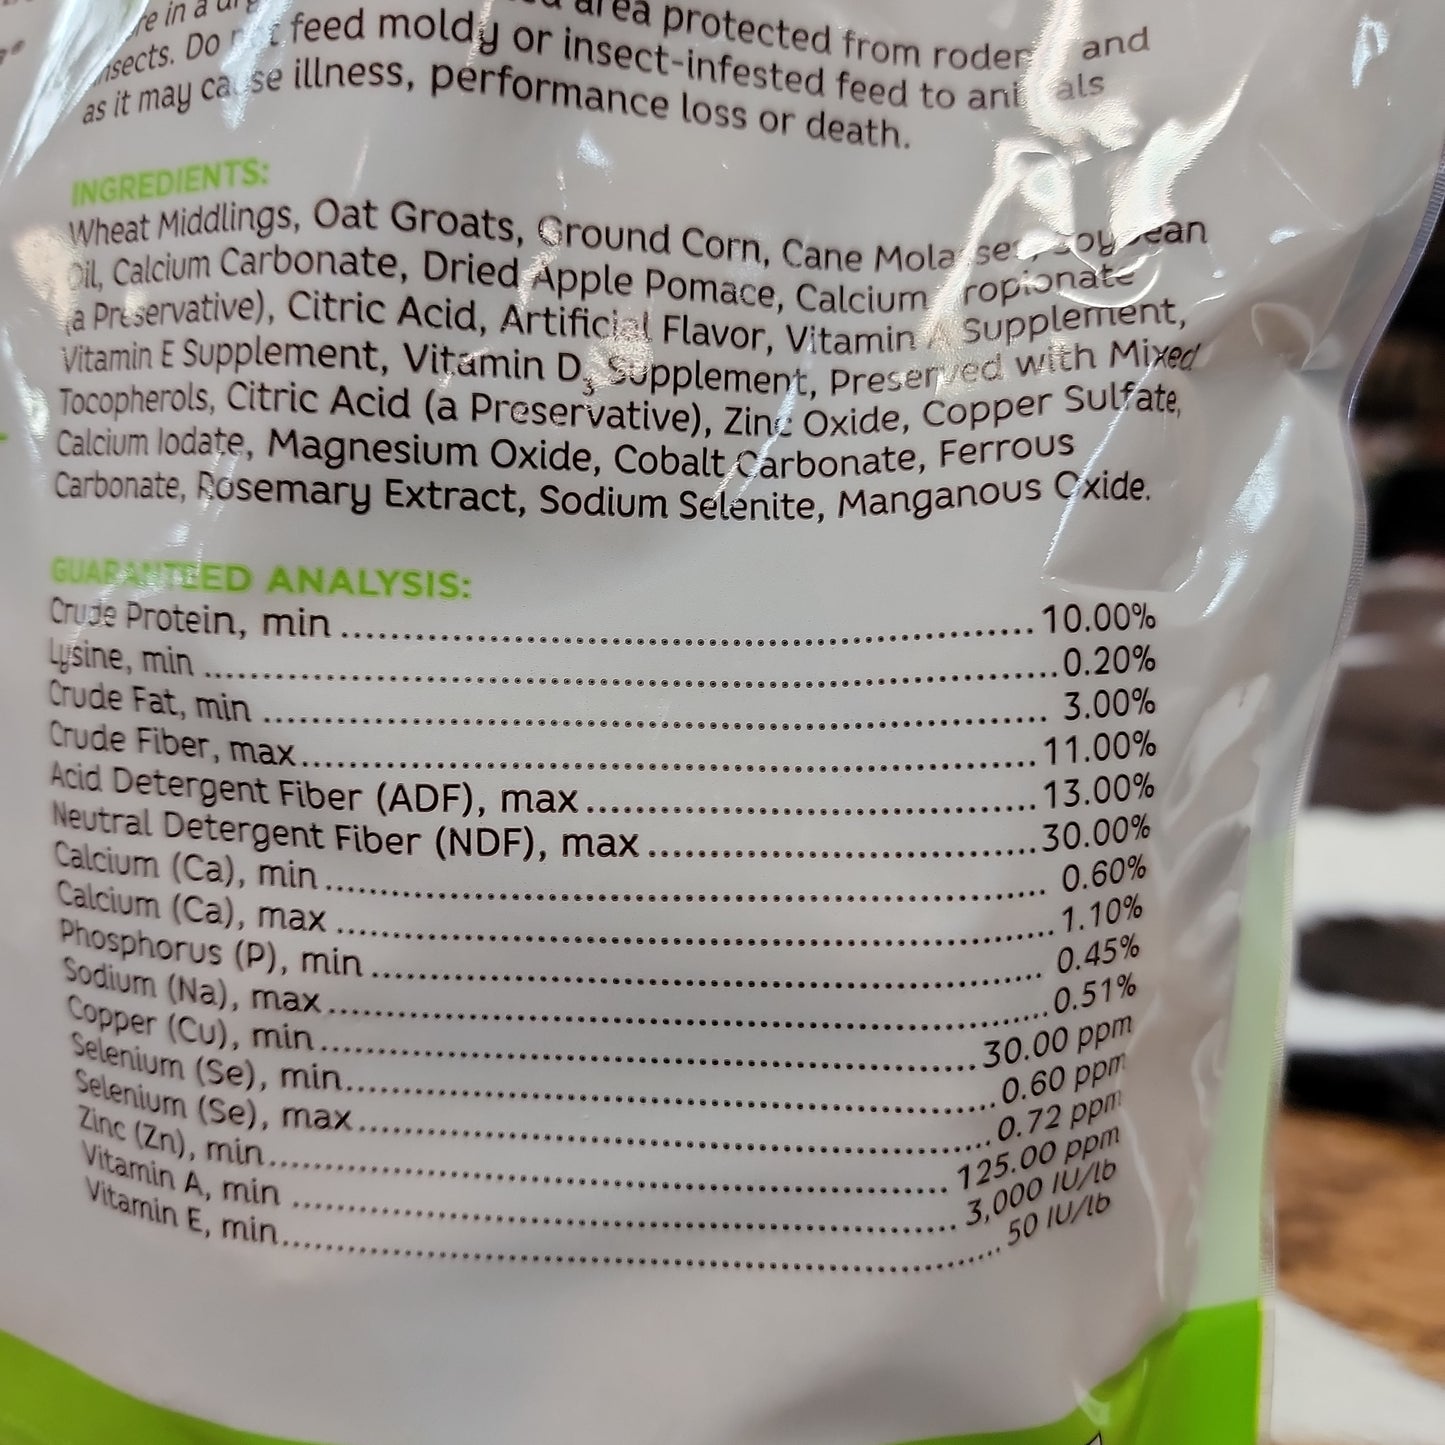 area protected from rodents and
insects. Do not feed moldy or insect-infested feed to animals
as it may cause illness, performance loss or death.
INGREDIENTS:
Wheat Middlings, Oat Groats, Ground Corn, Cane Molasses, Soybean
Oil, Calcium Carbonate, Dried Apple Pomace, Calcium Propionate
(a Preservative), Citric Acid, Artificial Flavor, Vitamin A Supplement,
Vitamin E Supplement, Vitamin D₃ Supplement, Preserved with Mixed
Tocopherols, Citric Acid (a Preservative), Zinc Oxide, Copper Sulfate,
Calcium Iodate, Magnesium Oxide, Cobalt Carbonate, Ferrous
Carbonate, Rosemary Extract, Sodium Selenite, Manganous Oxide.
GUARANTEED ANALYSIS:
Crude Protein, min 10.00%
Lysine, min 0.20%
Crude Fat, min 3.00%
Crude Fiber, max 11.00%
Acid Detergent Fiber (ADF), max 13.00%
Neutral Detergent Fiber (NDF), max 30.00%
Calcium (Ca), min 0.60%
Calcium (Ca), max 1.10%
Phosphorus (P), min 0.45%
Sodium (Na), max 0.51%
Copper (Cu), min 30.00 ppm
Selenium (Se), min 0.60 ppm
Selenium (Se), max 0.72 ppm
Zinc (Zn), min 125.00 ppm
Vitamin A, min 3,000 IU/lb
Vitamin E, min 50 IU/lb